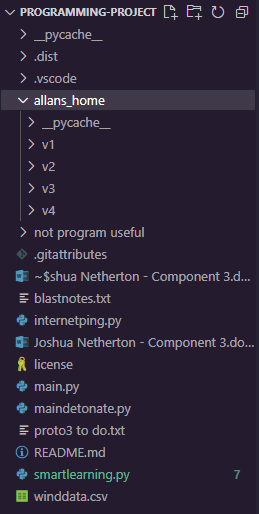 PROGRAMMING-PROJECT
__pycache__
.dist
.vscode
allans_home
__pycache__
v1
v2
v3
v4
not program useful
.gitattributes
~$shua Netherton - Component 3.d...
blastnotes.txt
internetping.py
Joshua Netherton - Component 3.do...
license
main.py
maindetonate.py
proto3 to do.txt
README.md
smartlearning.py 7
winddata.csv